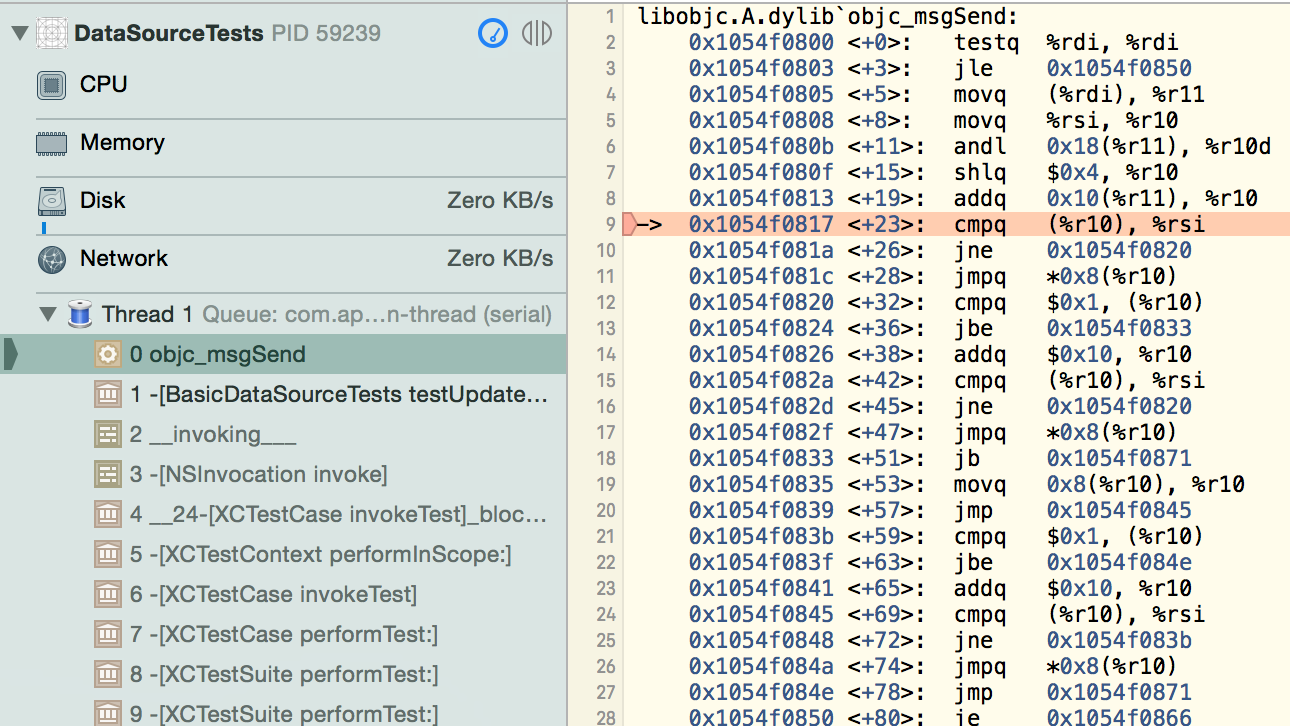 DataSourceTests PID 59239
CPU
Memory
Disk Zero KB/s
Network Zero KB/s
Thread 1 Queue: com.ap...n-thread (serial)
0 objc_msgSend
1 -[BasicDataSourceTests testUpdate...
2 __invoking___
3 -[NSInvocation invoke]
4 __24-[XCTestCase invokeTest]_bloc...
5 -[XCTestContext performInScope:]
6 -[XCTestCase invokeTest]
7 -[XCTestCase performTest:]
8 -[XCTestSuite performTest:]
9 -[XCTestSuite performTest:]
1 libobjc.A.dylib`objc_msgSend:
2 0x1054f0800 <+0>: testq %rdi, %rdi
3 0x1054f0803 <+3>: jle 0x1054f0850
4 0x1054f0805 <+5>: movq (%rdi), %r11
5 0x1054f0808 <+8>: movq %rsi, %r10
6 0x1054f080b <+11>: andl 0x18(%r11), %r10d
7 0x1054f080f <+15>: shlq $0x4, %r10
8 0x1054f0813 <+19>: addq 0x10(%r11), %r10
9 -> 0x1054f0817 <+23>: cmpq (%r10), %rsi
10 0x1054f081a <+26>: jne 0x1054f0820
11 0x1054f081c <+28>: jmpq *0x8(%r10)
12 0x1054f0820 <+32>: cmpq $0x1, (%r10)
13 0x1054f0824 <+36>: jbe 0x1054f0833
14 0x1054f0826 <+38>: addq $0x10, %r10
15 0x1054f082a <+42>: cmpq (%r10), %rsi
16 0x1054f082d <+45>: jne 0x1054f0820
17 0x1054f082f <+47>: jmpq *0x8(%r10)
18 0x1054f0833 <+51>: jb 0x1054f0871
19 0x1054f0835 <+53>: movq 0x8(%r10), %r10
20 0x1054f0839 <+57>: jmp 0x1054f0845
21 0x1054f083b <+59>: cmpq $0x1, (%r10)
22 0x1054f083f <+63>: jbe 0x1054f084e
23 0x1054f0841 <+65>: addq $0x10, %r10
24 0x1054f0845 <+69>: cmpq (%r10), %rsi
25 0x1054f0848 <+72>: jne 0x1054f083b
26 0x1054f084a <+74>: jmpq *0x8(%r10)
27 0x1054f084e <+78>: jmp 0x1054f0871
28 0x1054f0850 <+80>: je 0x1054f0866